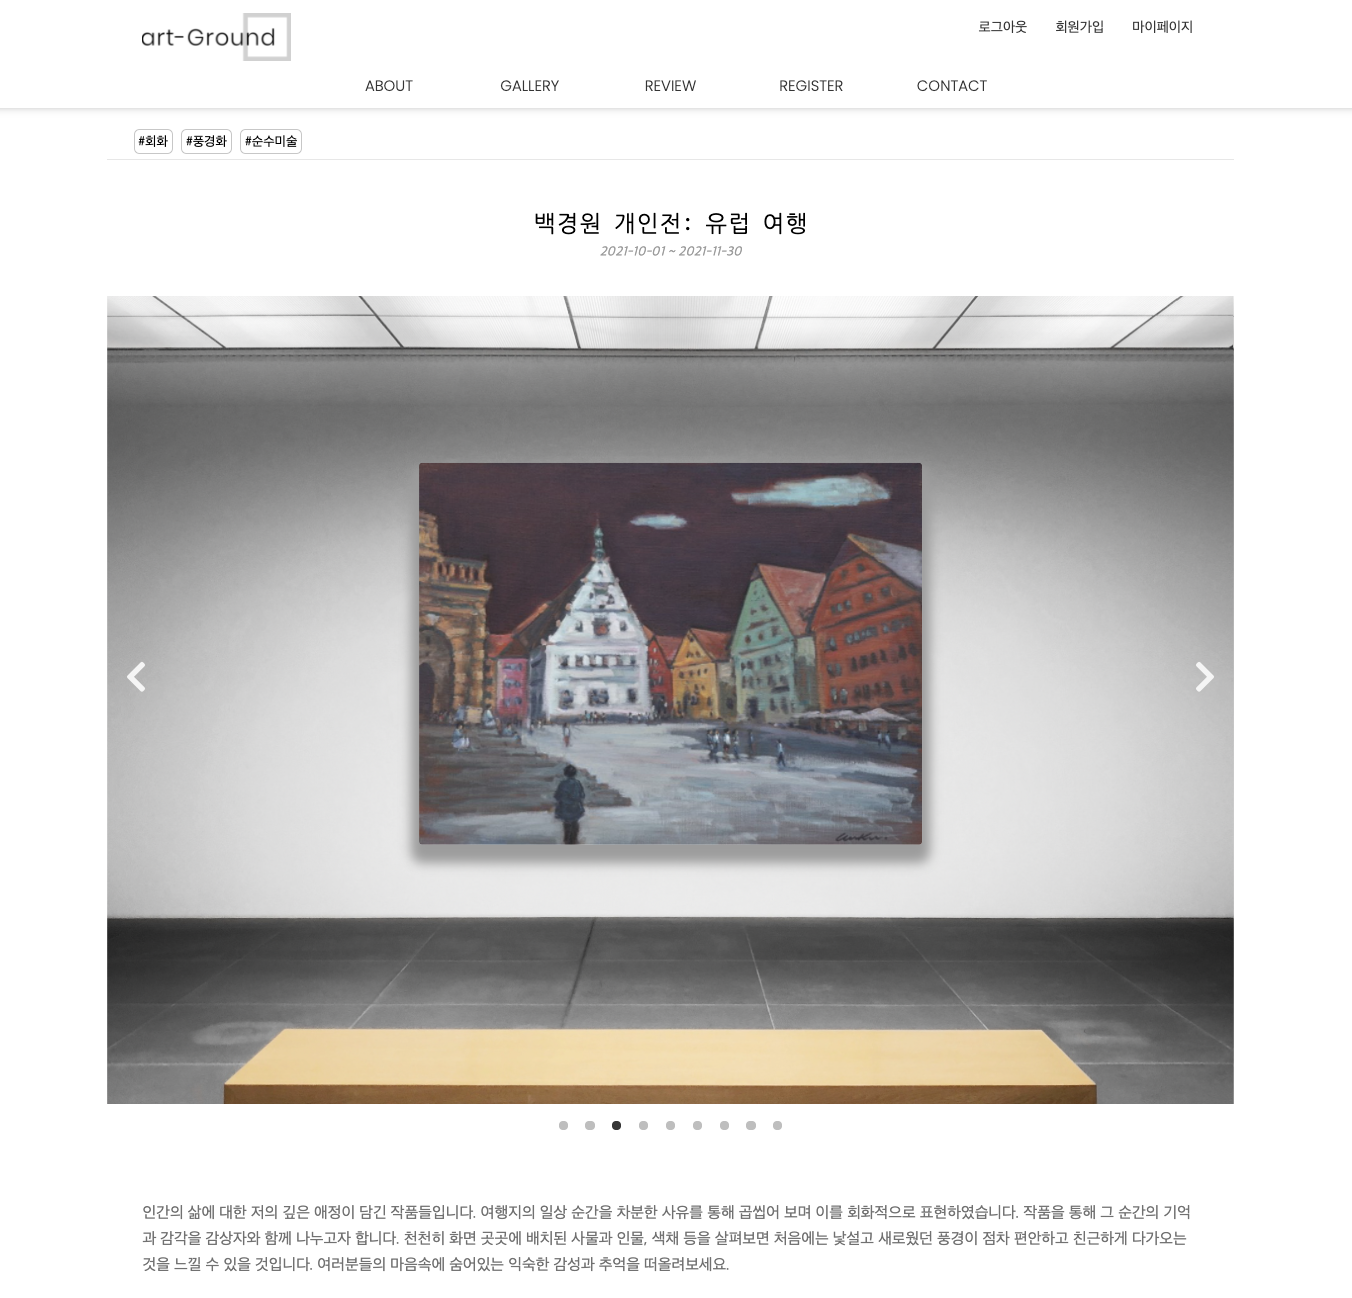 art-Ground
로그아웃 회원가입 마이페이지
ABOUT GALLERY REVIEW REGISTER CONTACT
#회화 #풍경화 #순수미술
백경원 개인전: 유럽 여행
2021-10-01 ~ 2021-11-30
인간의 삶에 대한 저의 깊은 애정이 담긴 작품들입니다. 여행지의 일상 순간을 차분한 사유를 통해 곱씹어 보며 이를 회화적으로 표현하였습니다. 작품을 통해 그 순간의 기억
과 감각을 감상자와 함께 나누고자 합니다. 천천히 화면 곳곳에 배치된 사물과 인물, 색채 등을 살펴보면 처음에는 낯설고 새로웠던 풍경이 점차 편안하고 친근하게 다가오는
것을 느낄 수 있을 것입니다. 여러분들의 마음속에 숨어있는 익숙한 감성과 추억을 떠올려보세요.